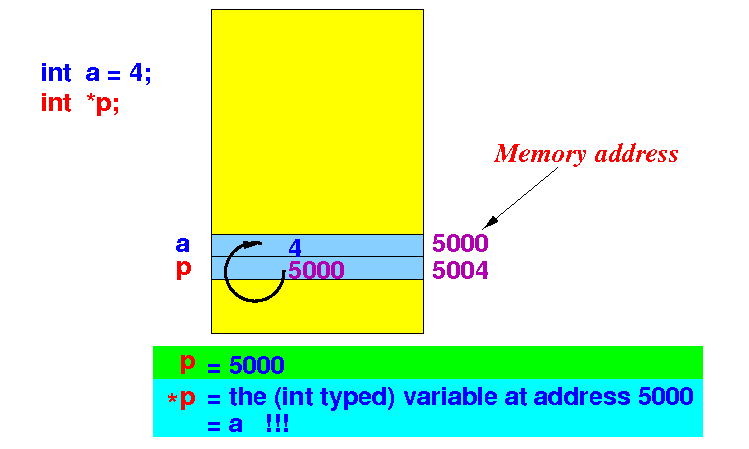 int a = 4;
int *p;
Memory address
a 4 5000
p 5000 5004
p = 5000
*p = the (int typed) variable at address 5000
= a !!!